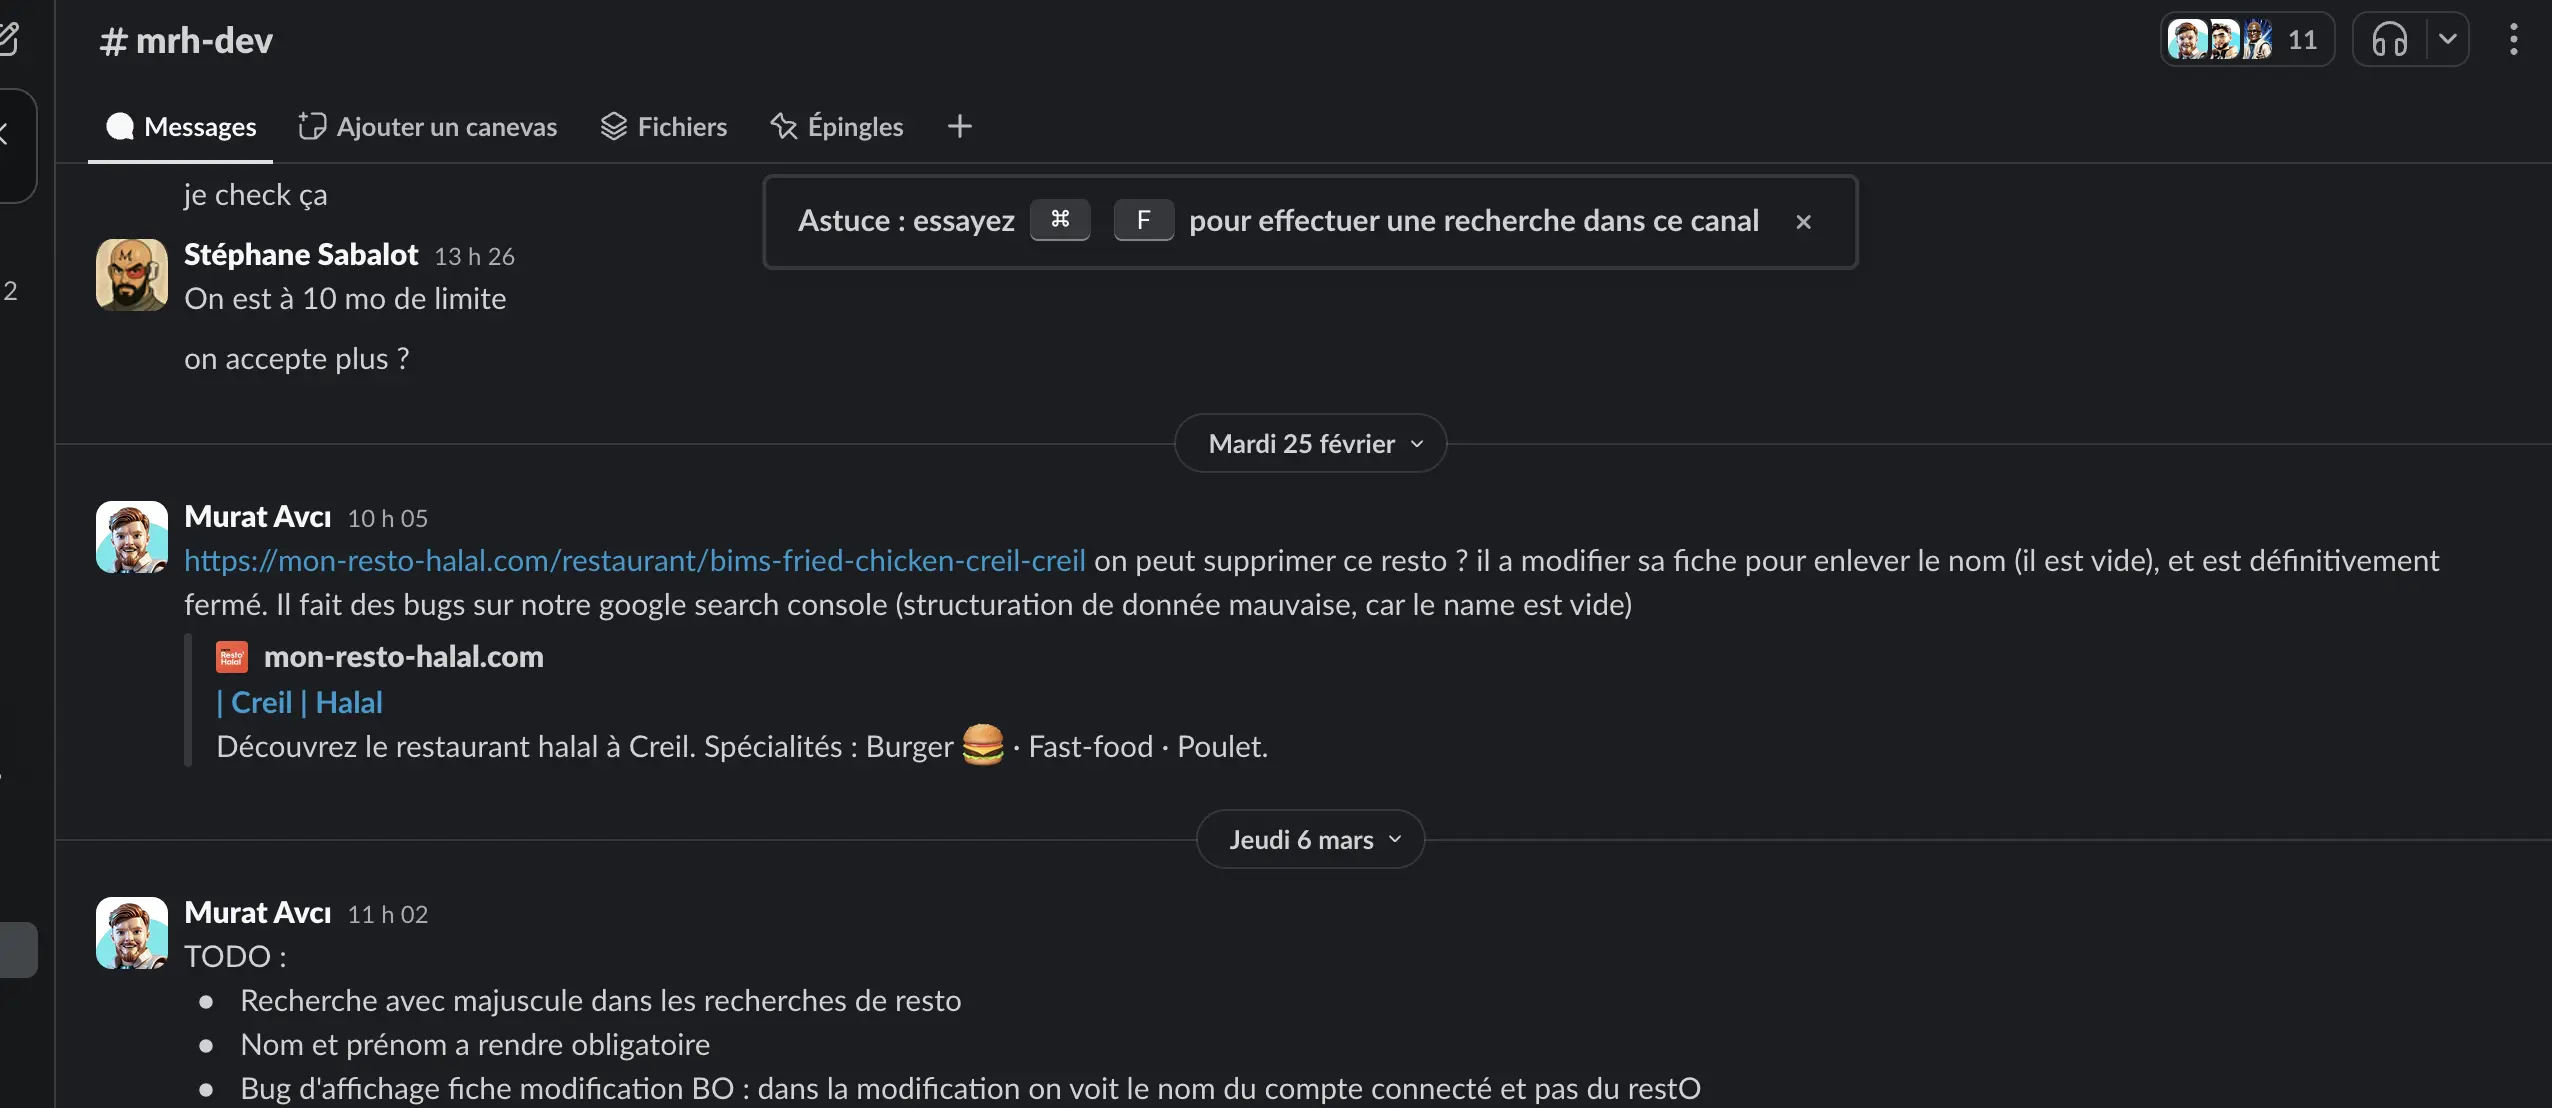 # mrh-dev
11
Messages
Ajouter un canevas
Fichiers
Épingles
je check ça
Astuce : essayez ⌘ F pour effectuer une recherche dans ce canal
Stéphane Sabalot 13 h 26
2
On est à 10 mo de limite
on accepte plus ?
Mardi 25 février
Murat Avcı 10 h 05
https://mon-resto-halal.com/restaurant/bims-fried-chicken-creil-creil on peut supprimer ce resto ? il a modifier sa fiche pour enlever le nom (il est vide), et est définitivement
fermé. Il fait des bugs sur notre google search console (structuration de donnée mauvaise, car le name est vide)
Resto Halal mon-resto-halal.com
| Creil | Halal
Découvrez le restaurant halal à Creil. Spécialités : Burger 🍔 · Fast-food · Poulet.
Jeudi 6 mars
Murat Avcı 11 h 02
TODO :
• Recherche avec majuscule dans les recherches de resto
• Nom et prénom a rendre obligatoire
• Bug d'affichage fiche modification BO : dans la modification on voit le nom du compte connecté et pas du restO